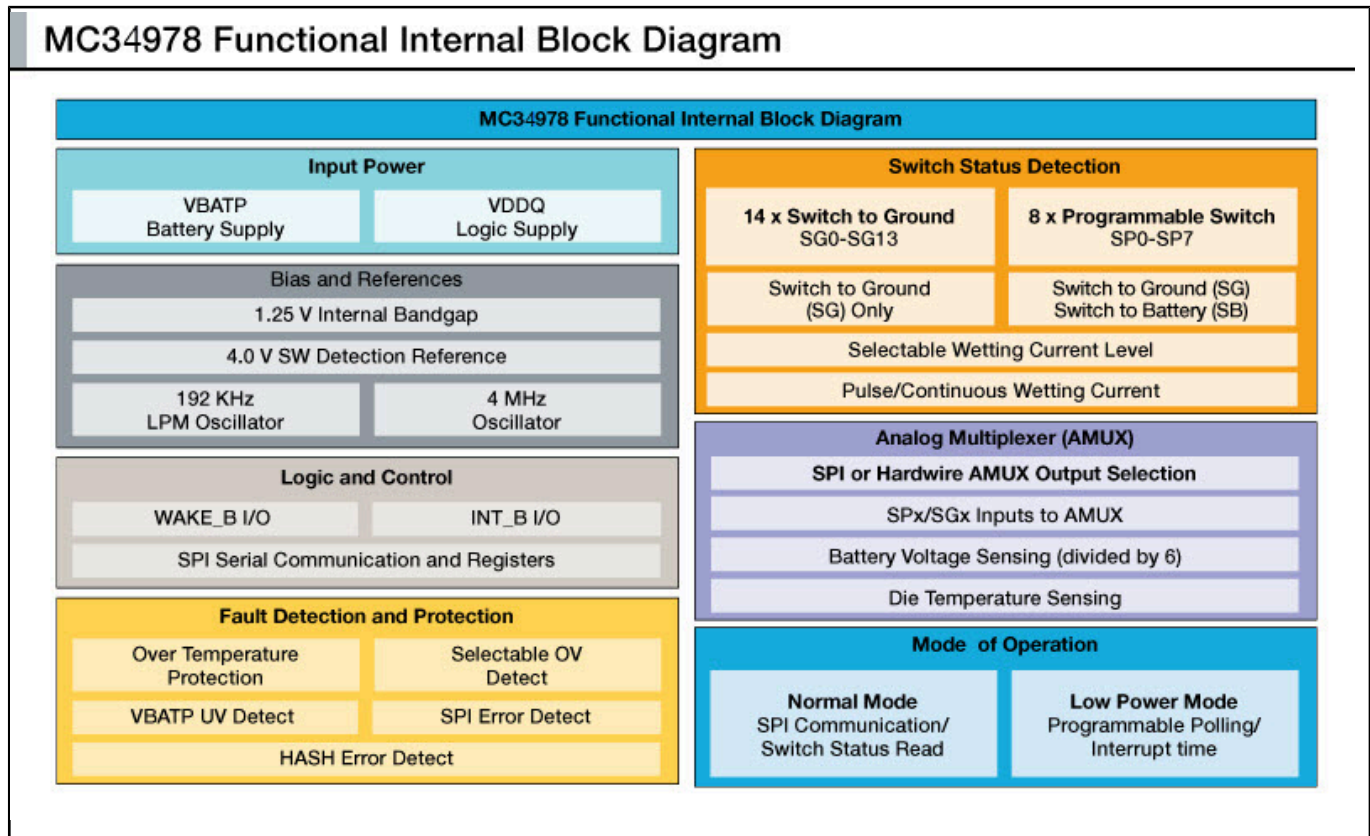 MC34978 Functional Internal Block Diagram
MC34978 Functional Internal Block Diagram
Input Power
VBATP
Battery Supply
VDDQ
Logic Supply
Bias and References
1.25 V Internal Bandgap
4.0 V SW Detection Reference
192 KHz
LPM Oscillator
4 MHz
Oscillator
Logic and Control
WAKE_B I/O
INT_B I/O
SPI Serial Communication and Registers
Fault Detection and Protection
Over Temperature
Protection
Selectable OV
Detect
VBATP UV Detect
SPI Error Detect
HASH Error Detect
Switch Status Detection
14 x Switch to Ground
SG0-SG13
8 x Programmable Switch
SP0-SP7
Switch to Ground
(SG) Only
Switch to Ground (SG)
Switch to Battery (SB)
Selectable Wetting Current Level
Pulse/Continuous Wetting Current
Analog Multiplexer (AMUX)
SPI or Hardwire AMUX Output Selection
SPx/SGx Inputs to AMUX
Battery Voltage Sensing (divided by 6)
Die Temperature Sensing
Mode of Operation
Normal Mode
SPI Communication/
Switch Status Read
Low Power Mode
Programmable Polling/
Interrupt time